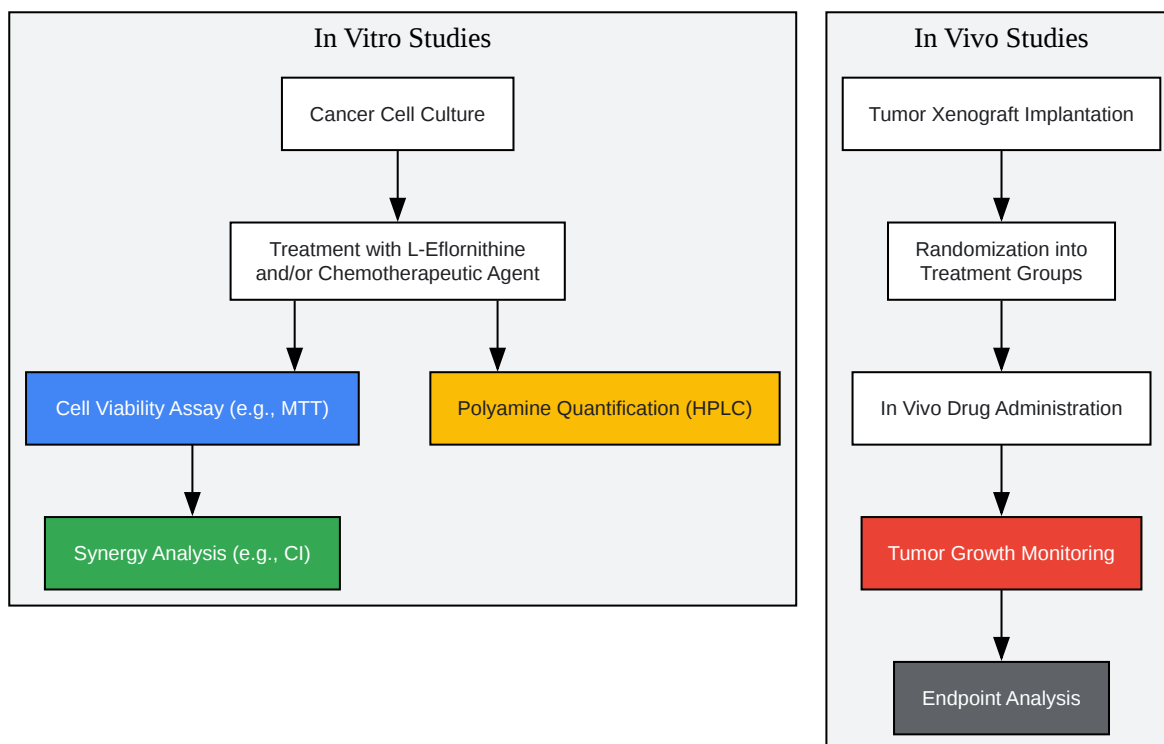 In Vitro Studies
Cancer Cell Culture
Treatment with L-Eflornithine
and/or Chemotherapeutic Agent
Cell Viability Assay (e.g., MTT)
Polyamine Quantification (HPLC)
Synergy Analysis (e.g., CI)
In Vivo Studies
Tumor Xenograft Implantation
Randomization into
Treatment Groups
In Vivo Drug Administration
Tumor Growth Monitoring
Endpoint Analysis